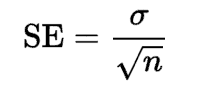 SE = σ / √n